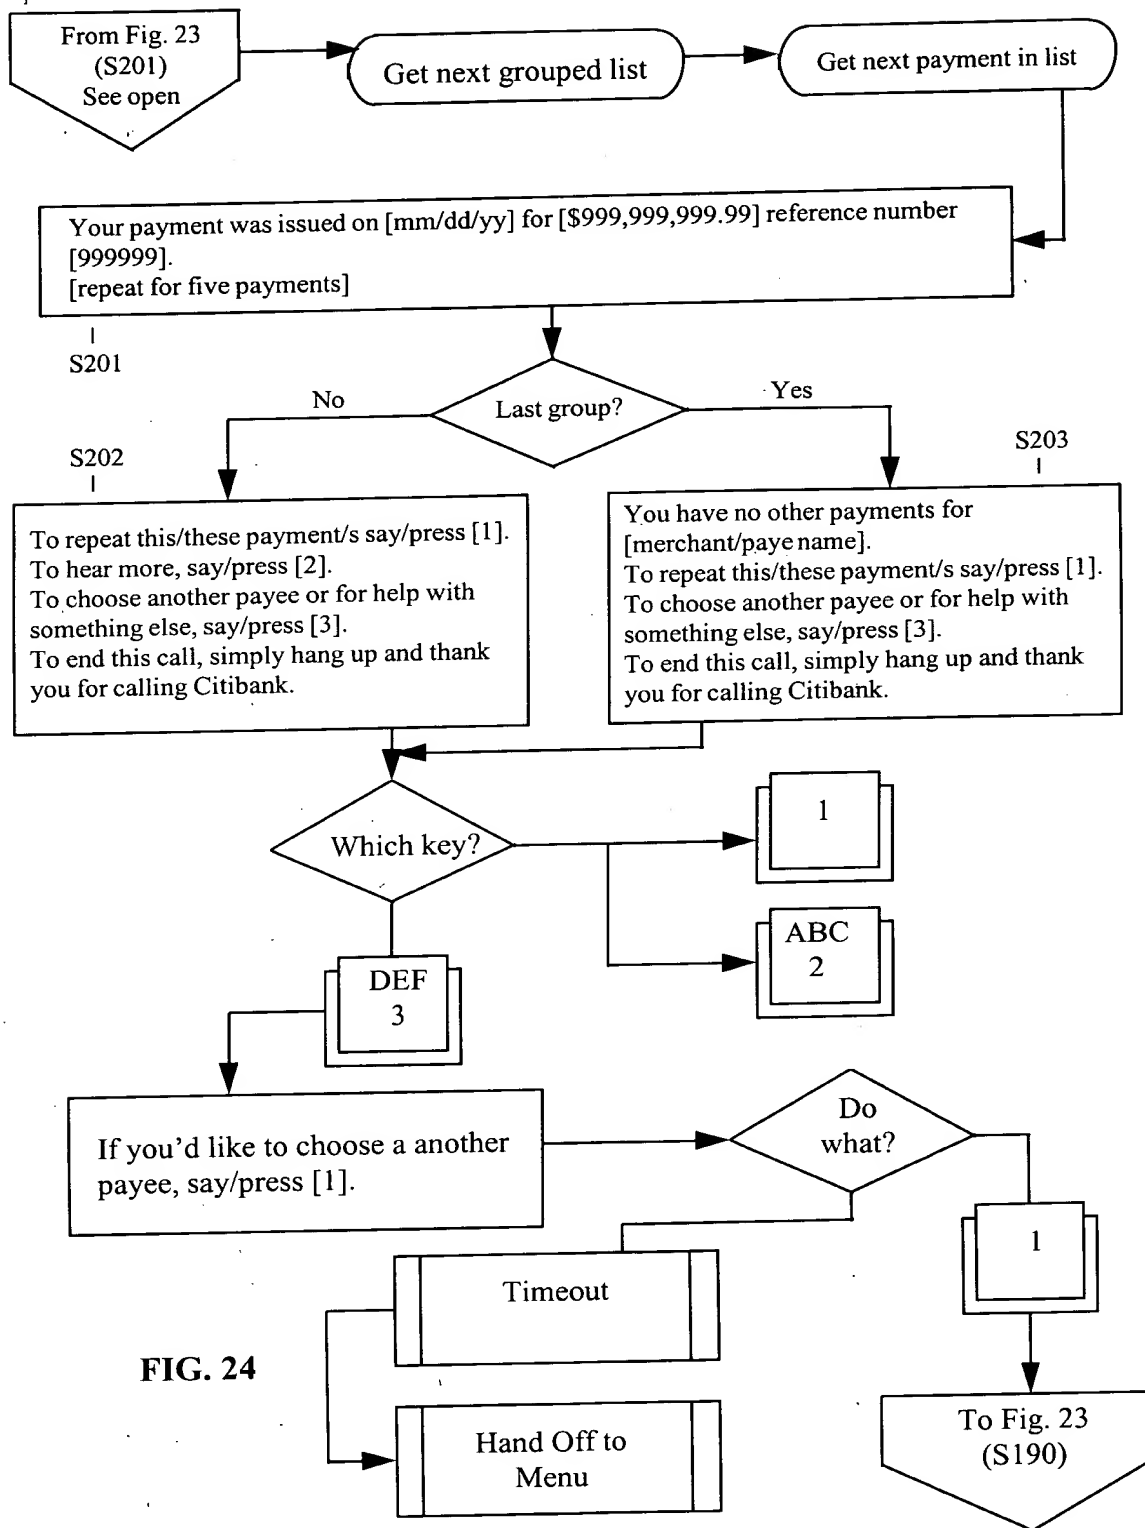 From Fig. 23
(S201)
See open
Get next grouped list
Get next payment in list
Your payment was issued on [mm/dd/yy] for [$999,999,999.99] reference number
[999999].
[repeat for five payments]
S201
Last group?
No
Yes
S202
S203
To repeat this/these payment/s say/press [1].
To hear more, say/press [2].
To choose another payee or for help with
something else, say/press [3].
To end this call, simply hang up and thank
you for calling Citibank.
You have no other payments for
[merchant/paye name].
To repeat this/these payment/s say/press [1].
To choose another payee or for help with
something else, say/press [3].
To end this call, simply hang up and thank
you for calling Citibank.
Which key?
1
ABC
2
DEF
3
If you'd like to choose a another
payee, say/press [1].
Do
what?
1
Timeout
FIG. 24
Hand Off to
Menu
To Fig. 23
(S190)